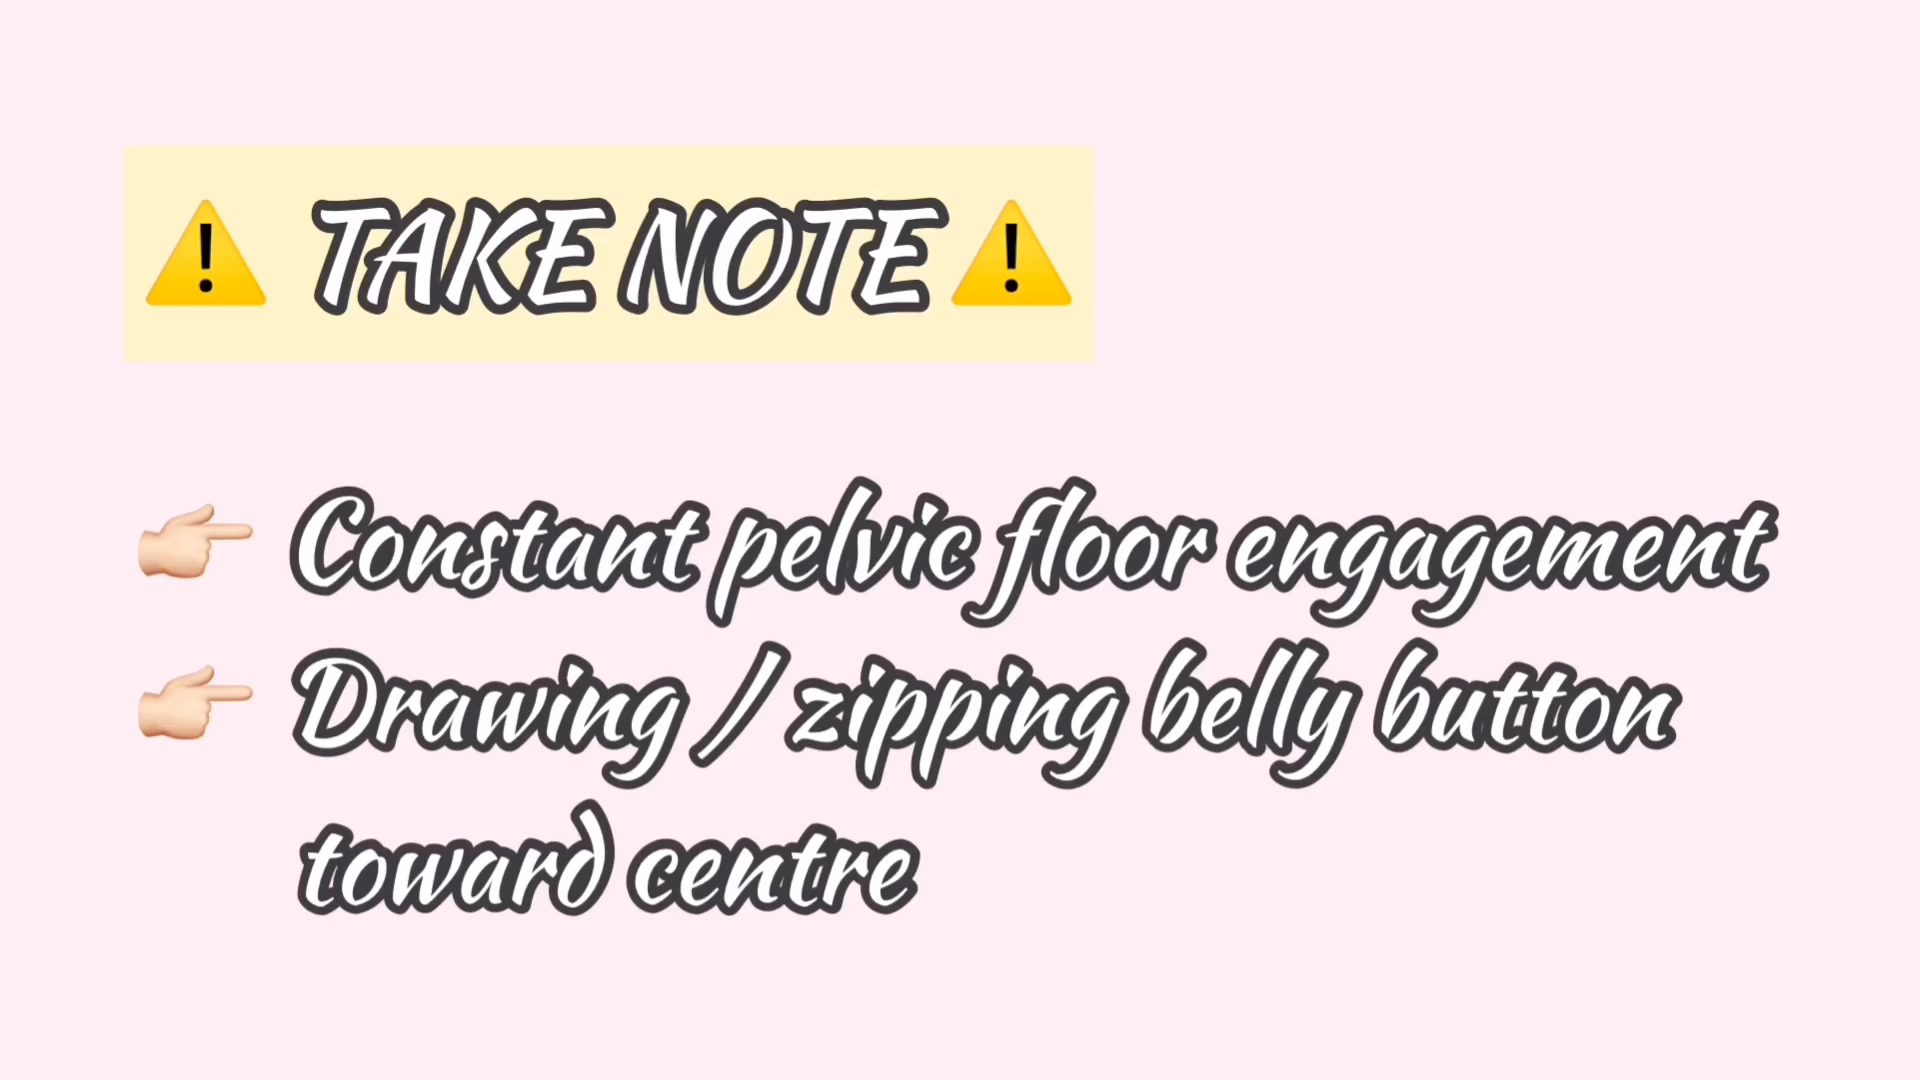 ⚠️ TAKE NOTE ⚠️
👉🏻 Constant pelvic floor engagement
👉🏻 Drawing / zipping belly button
toward centre